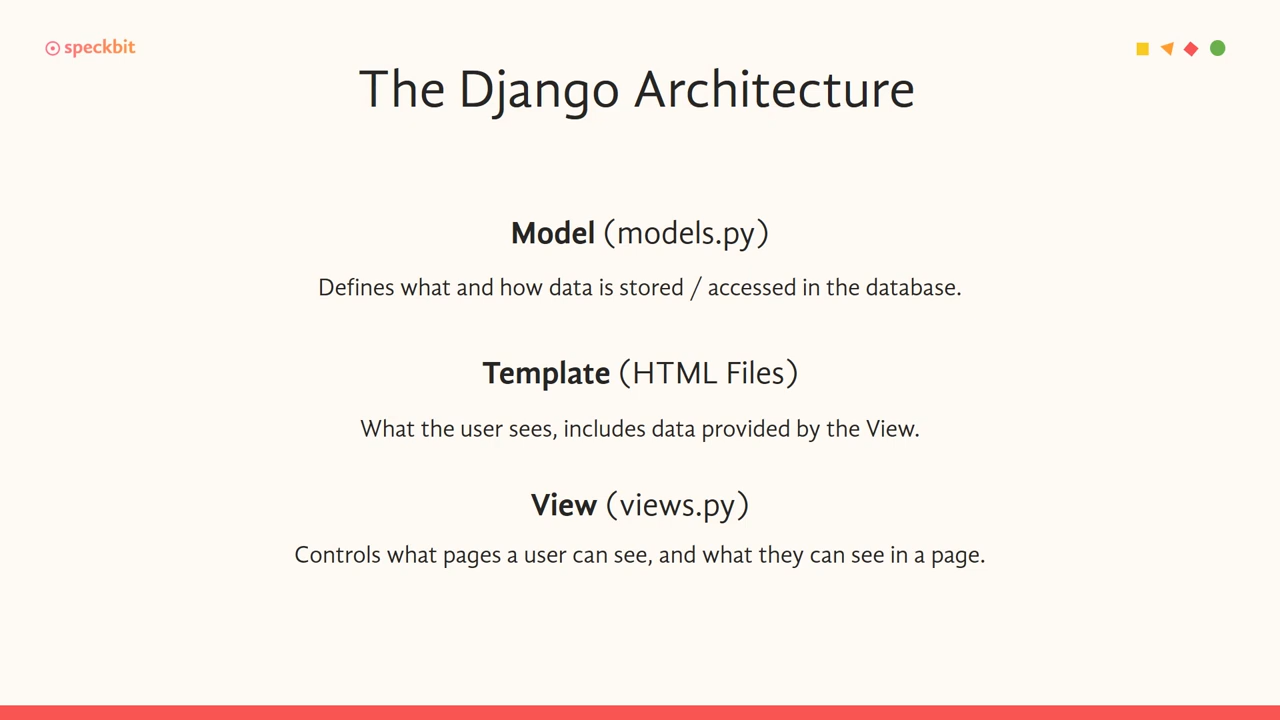 speckbit
The Django Architecture
Model (models.py)
Defines what and how data is stored / accessed in the database.
Template (HTML Files)
What the user sees, includes data provided by the View.
View (views.py)
Controls what pages a user can see, and what they can see in a page.